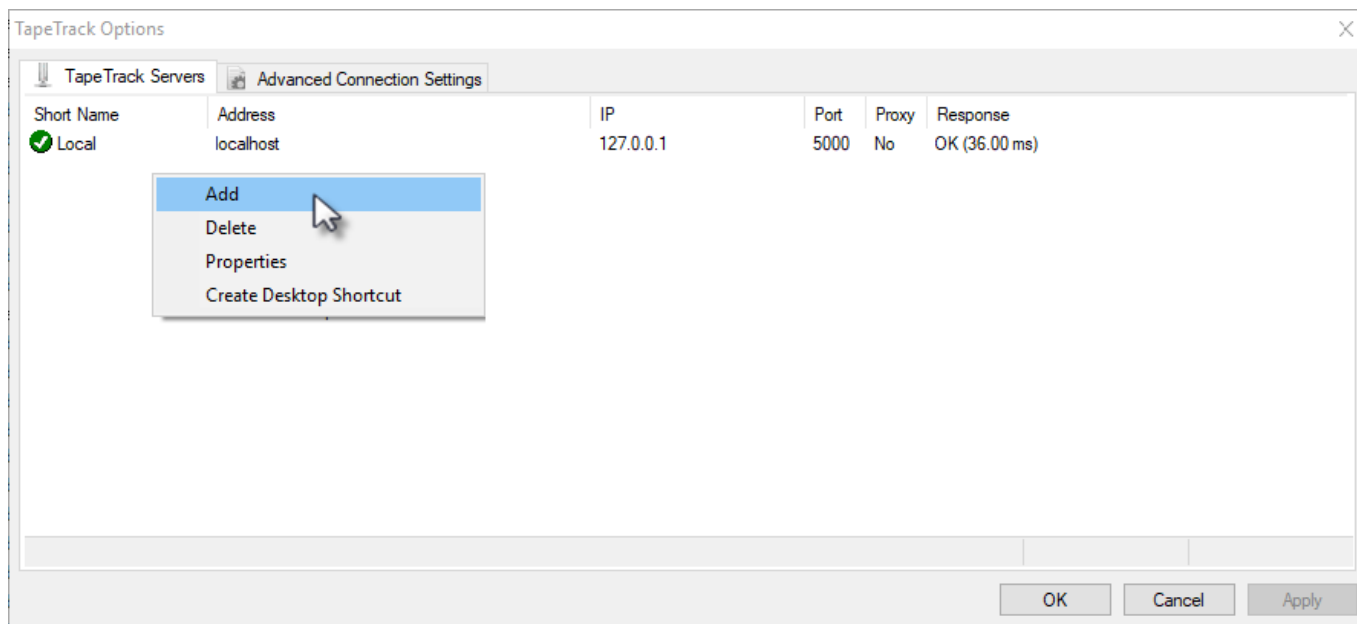 TapeTrack Options
TapeTrack Servers Advanced Connection Settings
Short Name Address IP Port Proxy Response
Local localhost 127.0.0.1 5000 No OK (36.00 ms)
Add
Delete
Properties
Create Desktop Shortcut
OK Cancel Apply